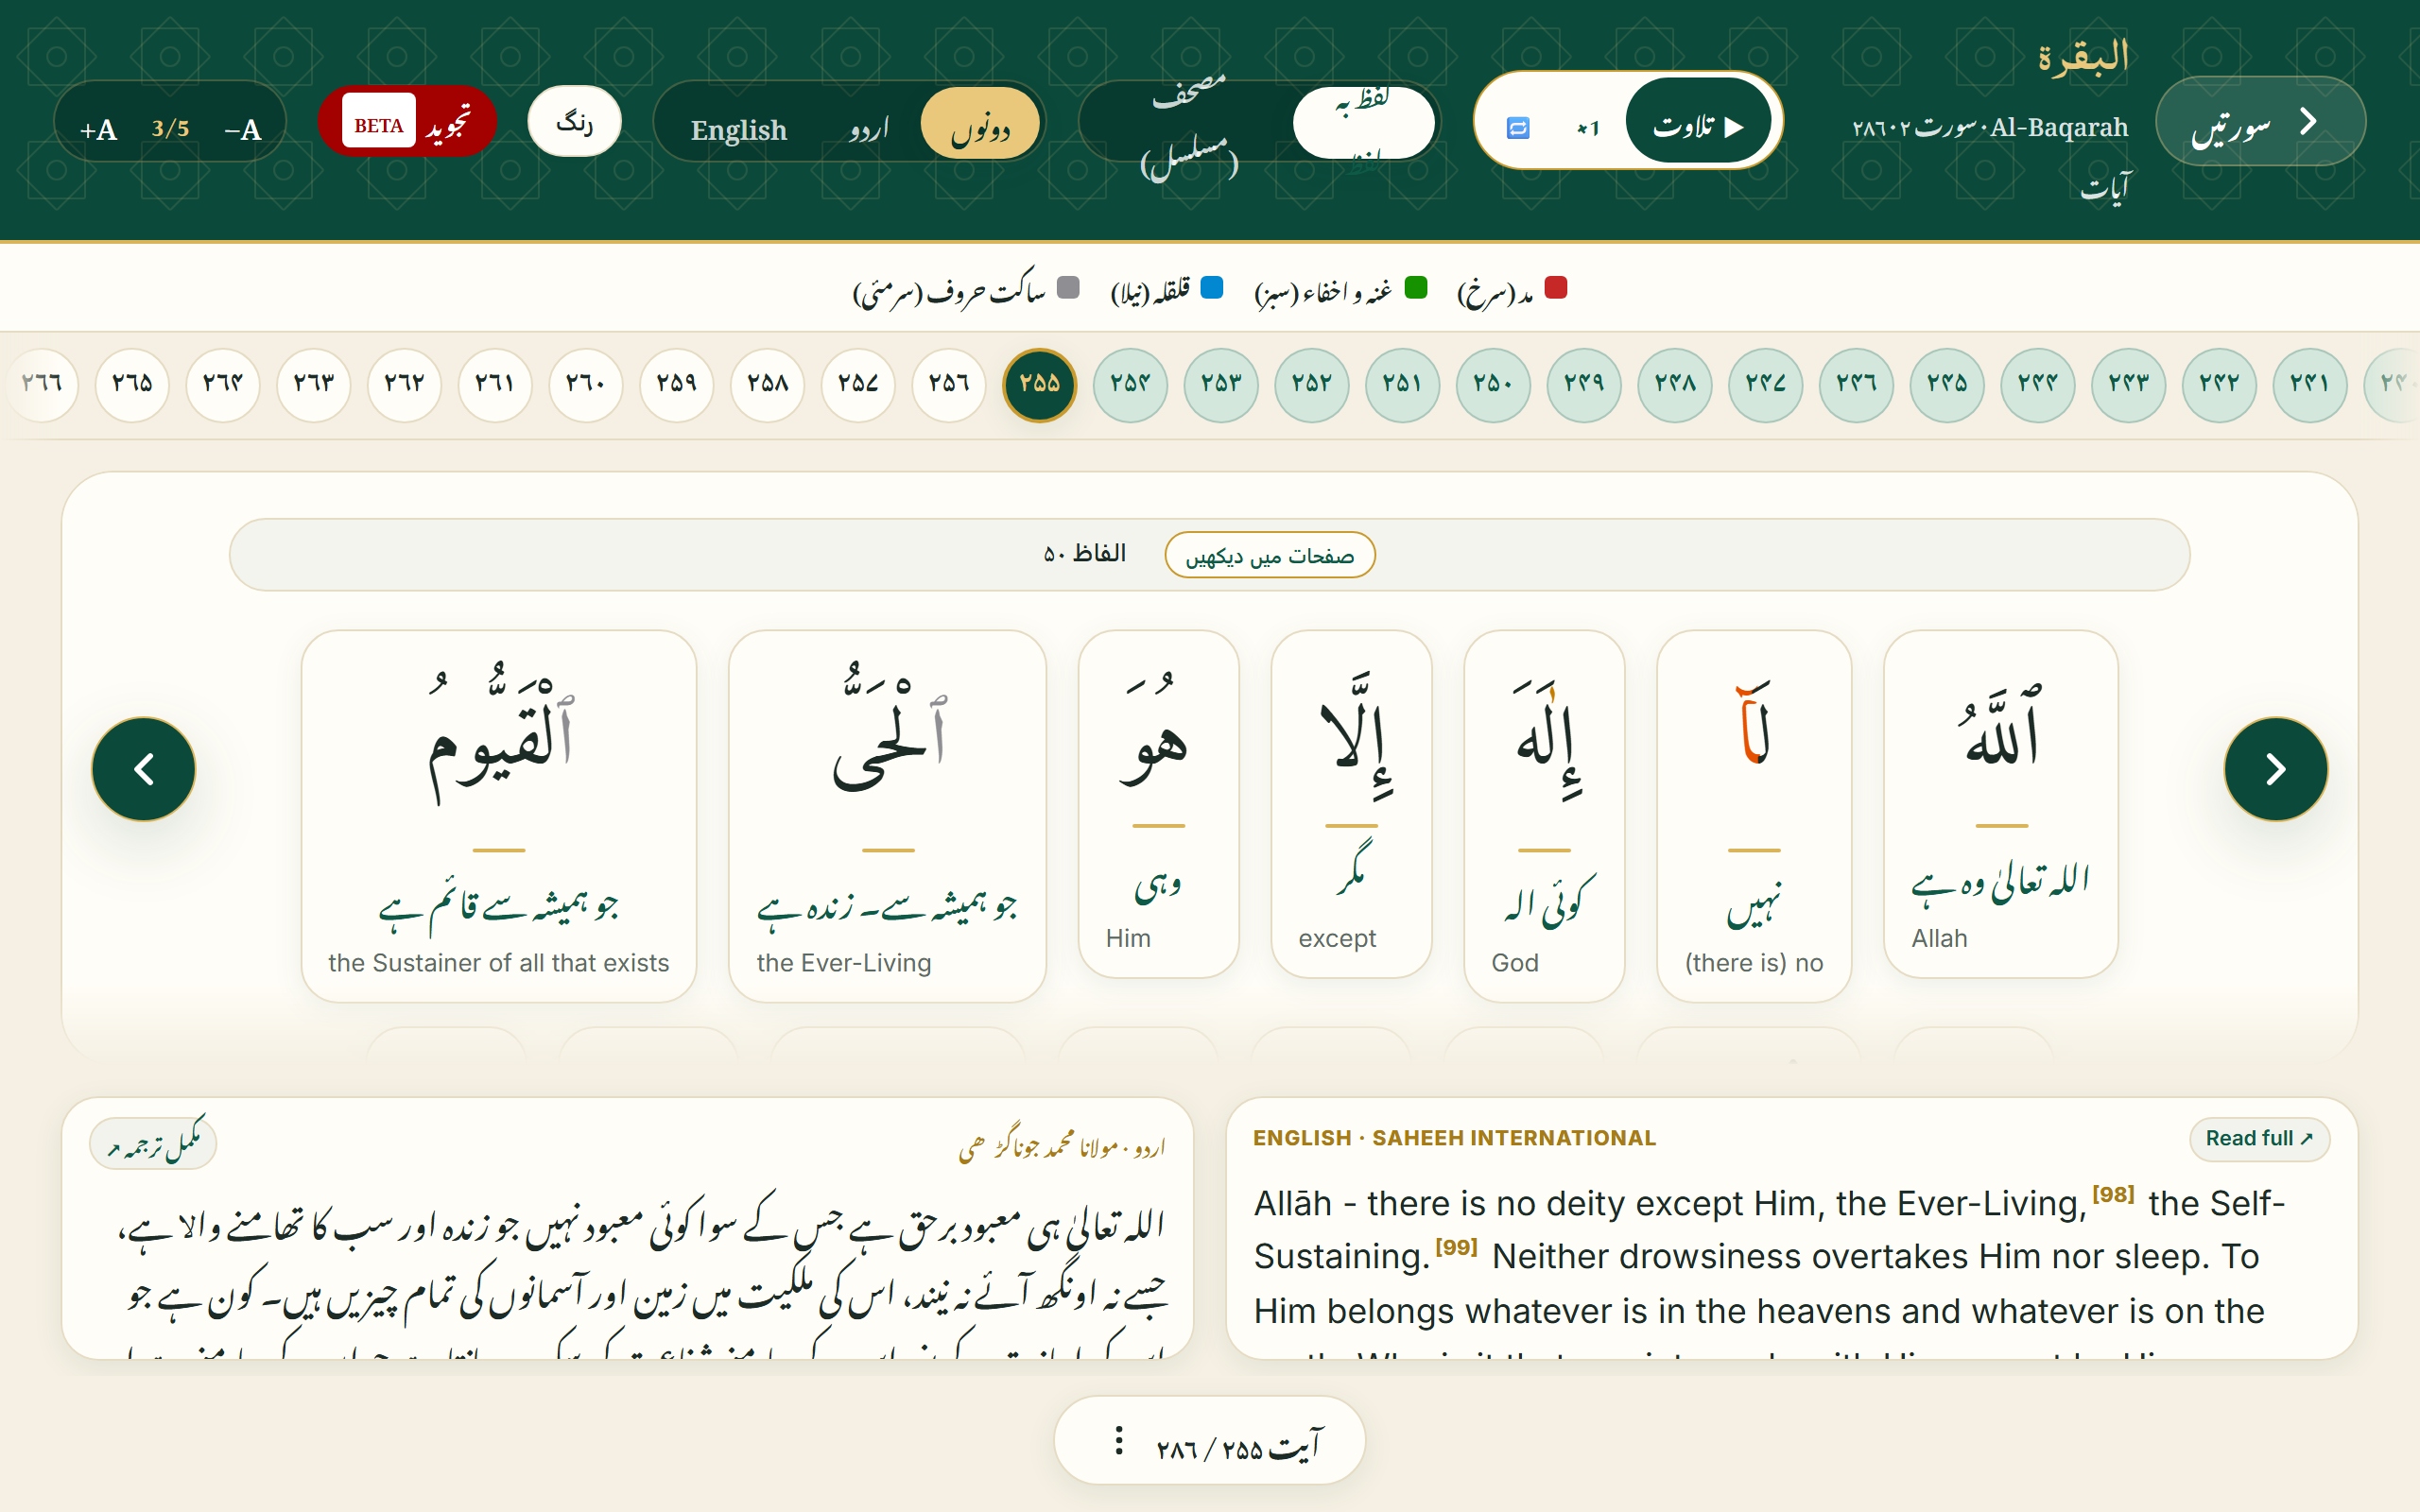 سورتیں
البقرة
Al-Baqarah · سورت ٢ · ٢٨٦ آیات
▶ تلاوت
×1
لفظ بہ لفظ
مصحف (مسلسل)
دونوں
اردو
English
رنگ
تجوید BETA
A−
3/5
A+
مد (سرخ)
غنہ و اخفاء (سبز)
قلقلہ (نیلا)
ساکت حروف (سرمئی)
۲۴۱ ۲۴۲ ۲۴۳ ۲۴۴ ۲۴۵ ۲۴۶ ۲۴۷ ۲۴۸ ۲۴۹ ۲۵۰ ۲۵۱ ۲۵۲ ۲۵۳ ۲۵۴ ۲۵۵ ۲۵۶ ۲۵۷ ۲۵۸ ۲۵۹ ۲۶۰ ۲۶۱ ۲۶۲ ۲۶۳ ۲۶۴ ۲۶۵ ۲۶۶
صفحات میں دیکھیں
۵۰ الفاظ
ٱللَّهُ
اللہ تعالیٰ وہ ہے
Allah
لَآ
نہیں
(there is) no
إِلَٰهَ
کوئی الہ
God
إِلَّا
مگر
except
هُوَ
وہی
Him
ٱلْحَىُّ
جو ہمیشہ سے۔ زندہ ہے
the Ever-Living
ٱلْقَيُّومُ
جو ہمیشہ سے قائم ہے
the Sustainer of all that exists
ENGLISH · SAHEEH INTERNATIONAL
Read full ↗
Allāh - there is no deity except Him, the Ever-Living,[98] the Self-
Sustaining.[99] Neither drowsiness overtakes Him nor sleep. To
Him belongs whatever is in the heavens and whatever is on the
اردو · مولانا محمد جوناگڑھی
مکمل ترجمہ ↗
اللہ تعالیٰ ہی معبود برحق ہے جس کے سوا کوئی معبود نہیں جو زندہ اور سب کا تھامنے والا ہے،
جسے نہ اونگھ آئے نہ نیند، اس کی ملکیت میں زمین اور آسمانوں کی تمام چیزیں ہیں۔ کون ہے جو
آیت ۲۵۵ / ۲۸۶